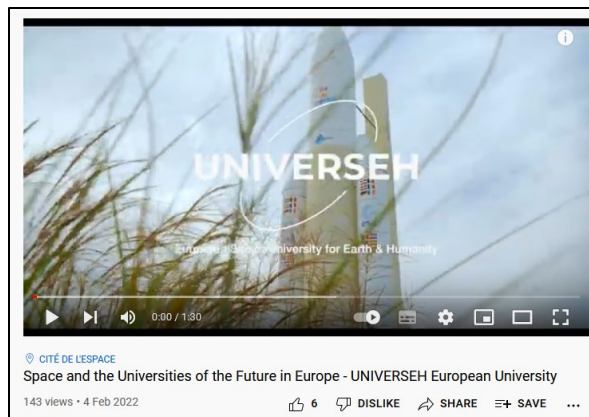 UNIVERSEH
European Space University for Earth & Humanity
0:00 / 1:30
CITÉ DE L'ESPACE
Space and the Universities of the Future in Europe - UNIVERSEH European University
143 views • 4 Feb 2022
6 DISLIKE SHARE SAVE